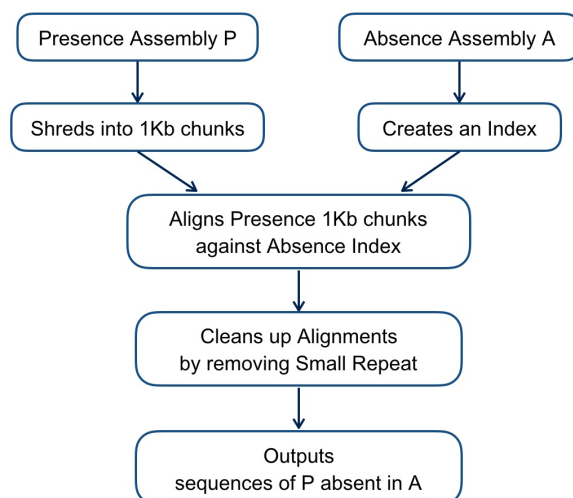 Presence Assembly P
Absence Assembly A
Shreds into 1Kb chunks
Creates an Index
Aligns Presence 1Kb chunks
against Absence Index
Cleans up Alignments
by removing Small Repeat
Outputs
sequences of P absent in A